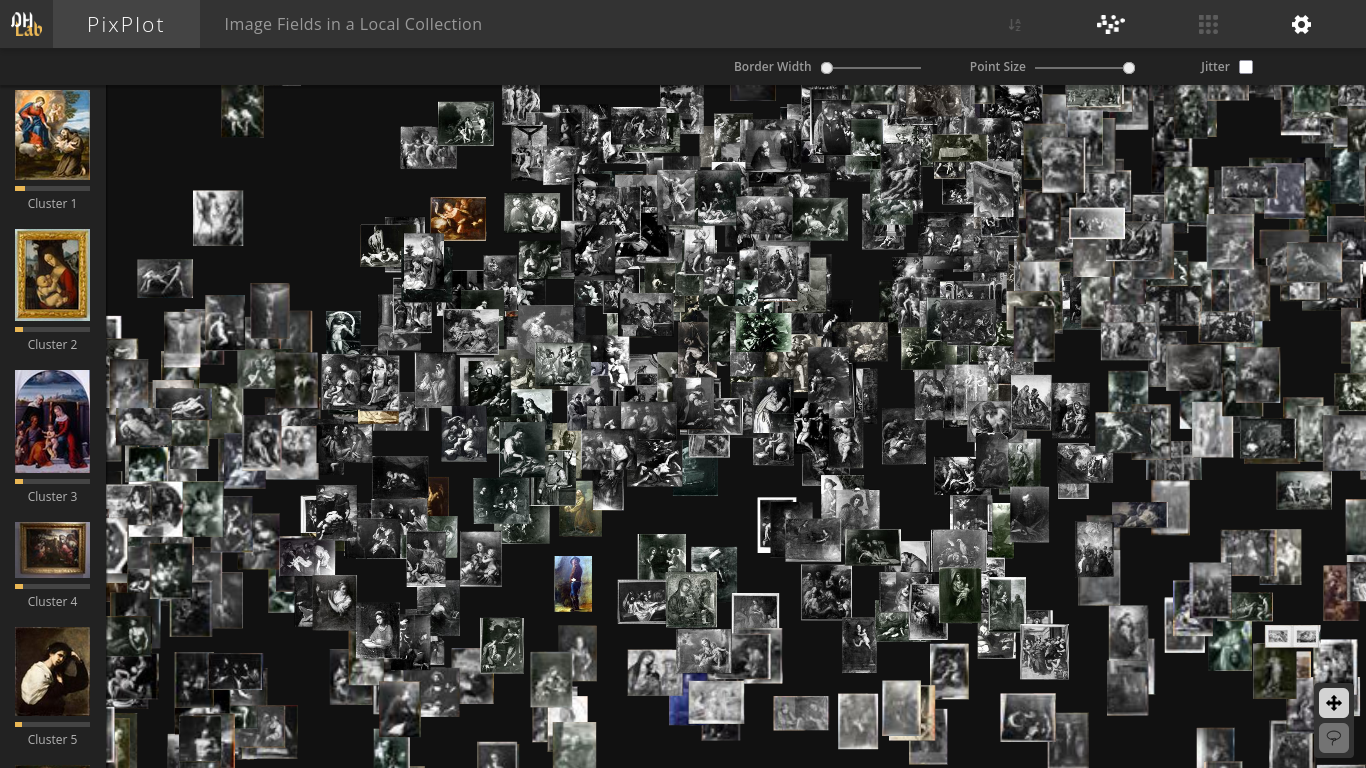 DH
Lab
PixPlot
Image Fields in a Local Collection
A
Z
Border Width
Point Size
Jitter
Cluster 1
Cluster 2
Cluster 3
Cluster 4
Cluster 5